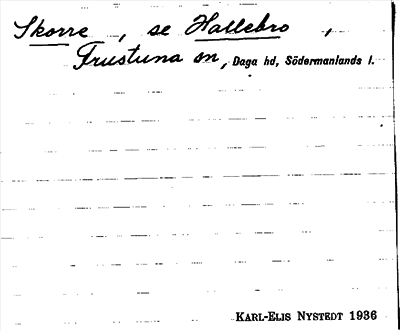 Skorre, se Hallebro,
Frustuna sn, Daga hd, Södermanlands l.
KARL-ELIS NYSTEDT 1936